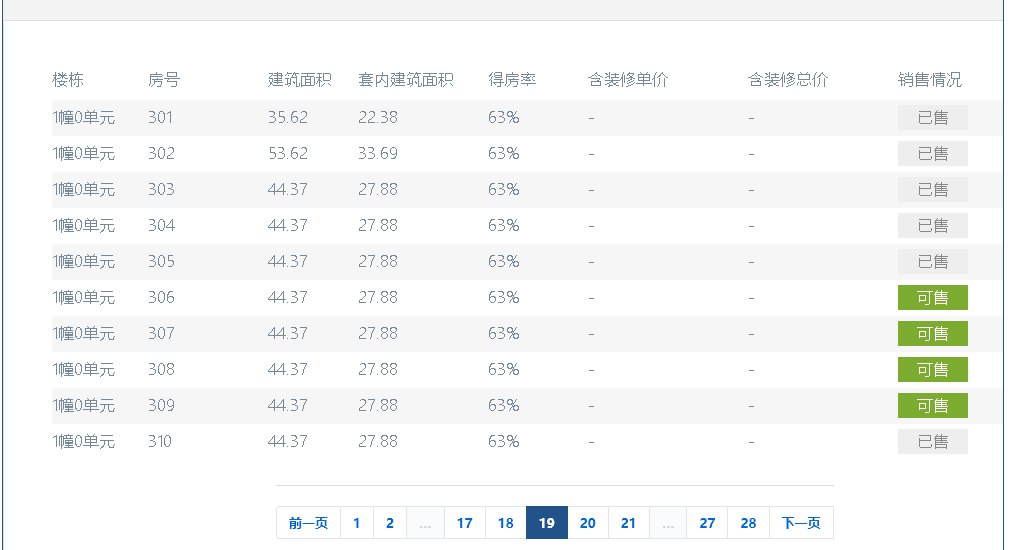 楼栋 房号 建筑面积 套内建筑面积 得房率 含装修单价 含装修总价 销售情况
1幢0单元 301 35.62 22.38 63% - - 已售
1幢0单元 302 53.62 33.69 63% - - 已售
1幢0单元 303 44.37 27.88 63% - - 已售
1幢0单元 304 44.37 27.88 63% - - 已售
1幢0单元 305 44.37 27.88 63% - - 已售
1幢0单元 306 44.37 27.88 63% - - 可售
1幢0单元 307 44.37 27.88 63% - - 可售
1幢0单元 308 44.37 27.88 63% - - 可售
1幢0单元 309 44.37 27.88 63% - - 可售
1幢0单元 310 44.37 27.88 63% - - 已售
前一页 1 2 ... 17 18 19 20 21 ... 27 28 下一页